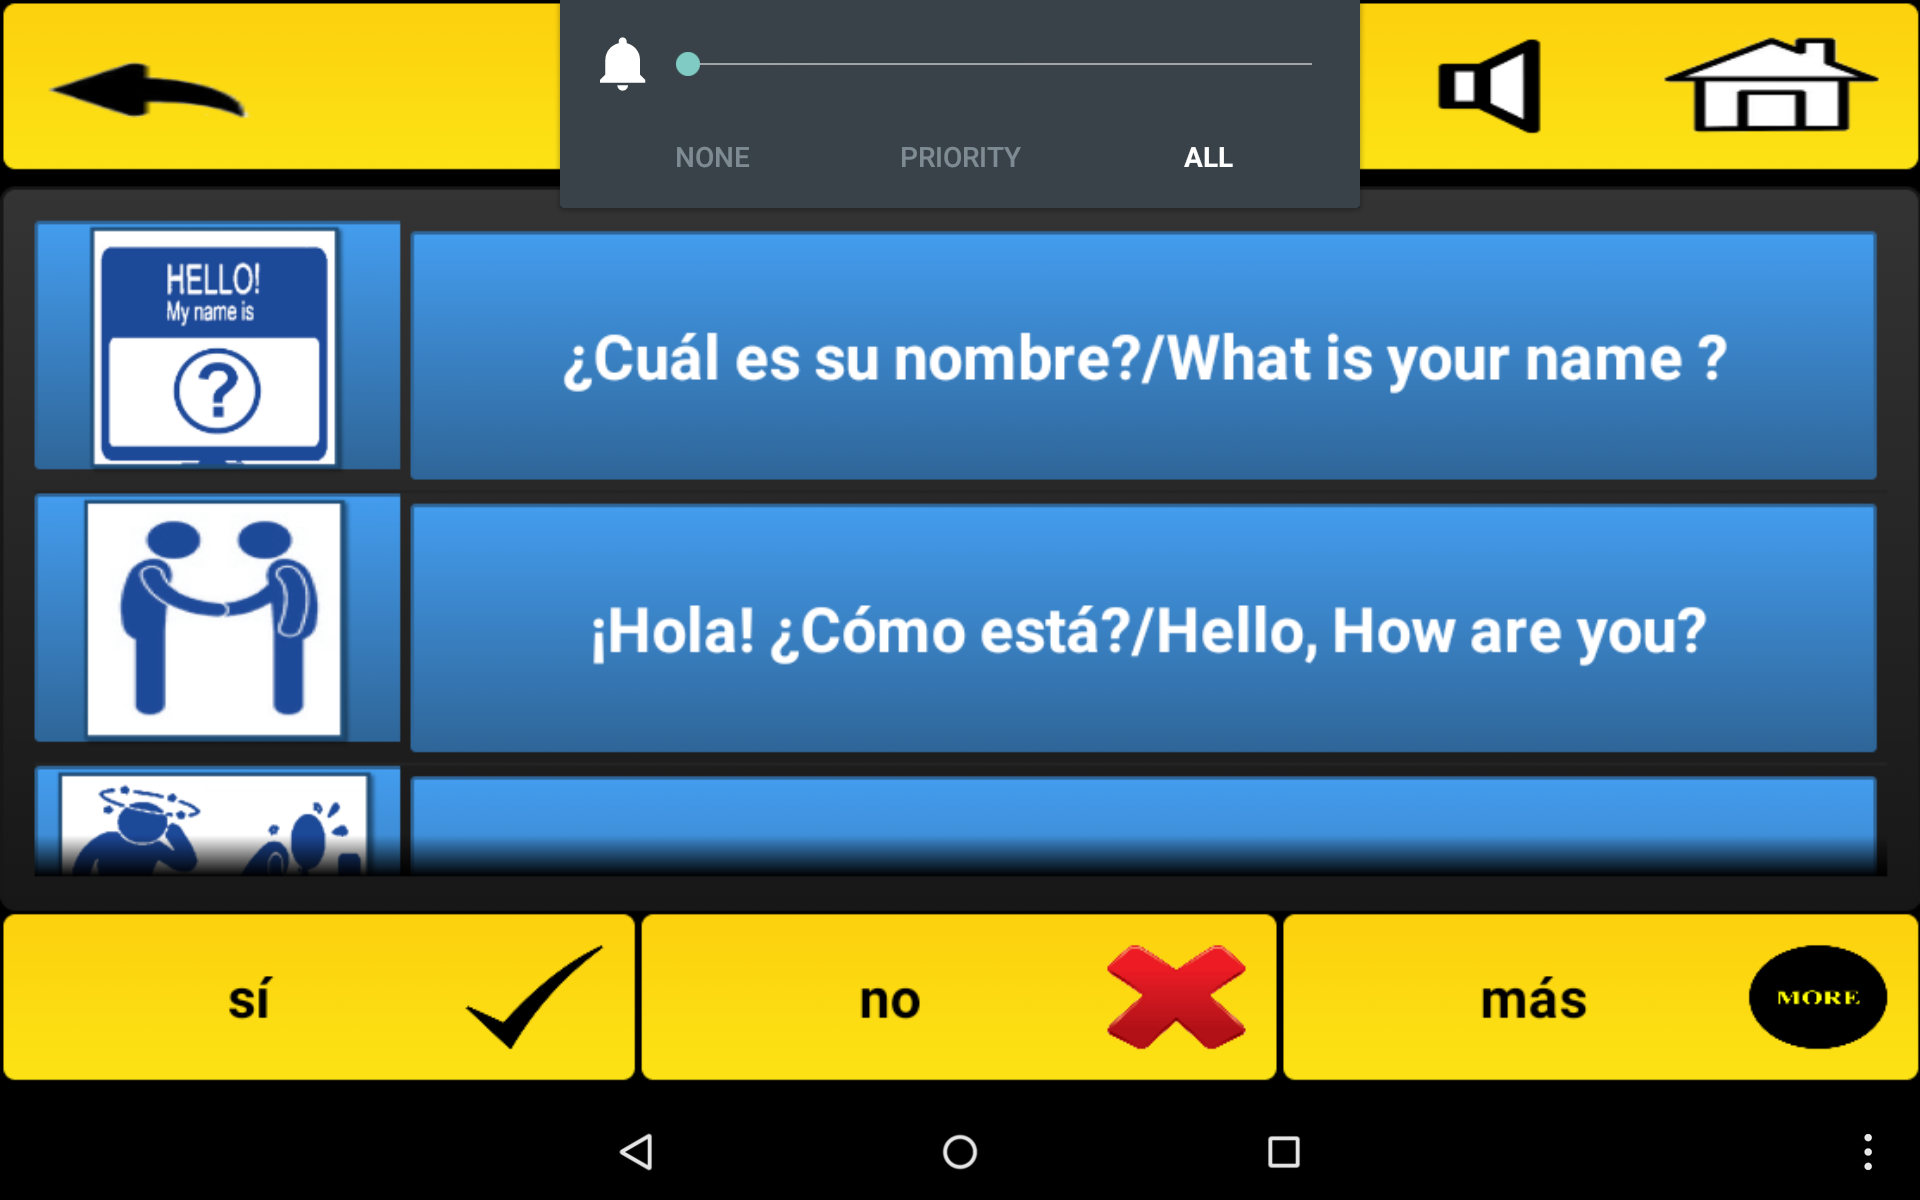 NONE PRIORITY ALL
HELLO!
My name is
?
¿Cuál es su nombre?/What is your name ?
¡Hola! ¿Cómo está?/Hello, How are you?
sí
no
más
MORE